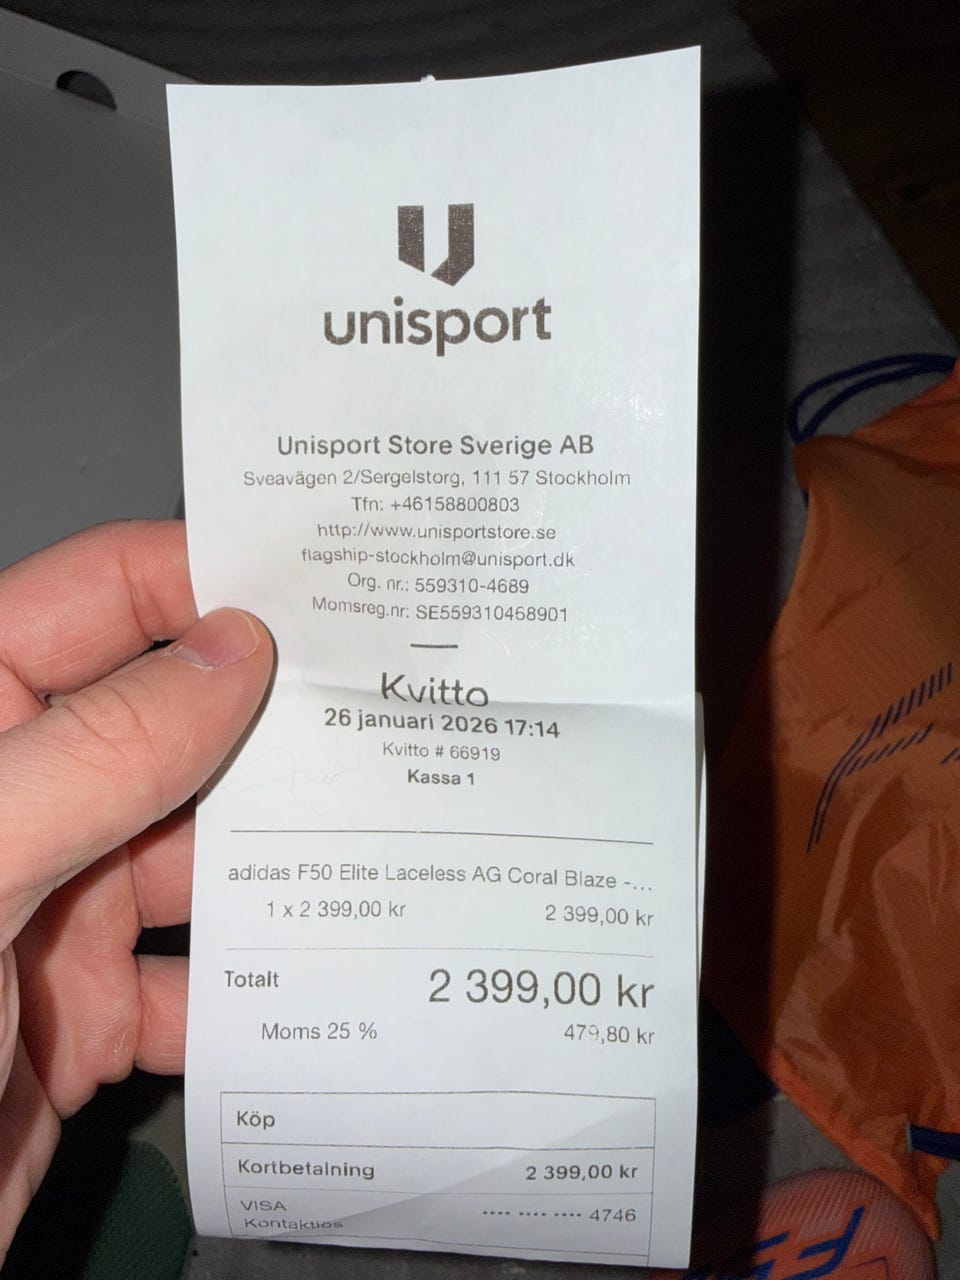 unisport
Unisport Store Sverige AB
Sveavägen 2/Sergelstorg, 111 57 Stockholm
Tfn: +46158800803
http://www.unisportstore.se
flagship-stockholm@unisport.dk
Org. nr.: 559310-4689
Momsreg.nr: SE559310468901
Kvitto
26 januari 2026 17:14
Kvitto # 66919
Kassa 1
adidas F50 Elite Laceless AG Coral Blaze -...
1 x 2 399,00 kr 2 399,00 kr
Totalt 2 399,00 kr
Moms 25 % 479,80 kr
Köp
Kortbetalning 2 399,00 kr
VISA
Kontaktlös
•••• •••• •••• 4746